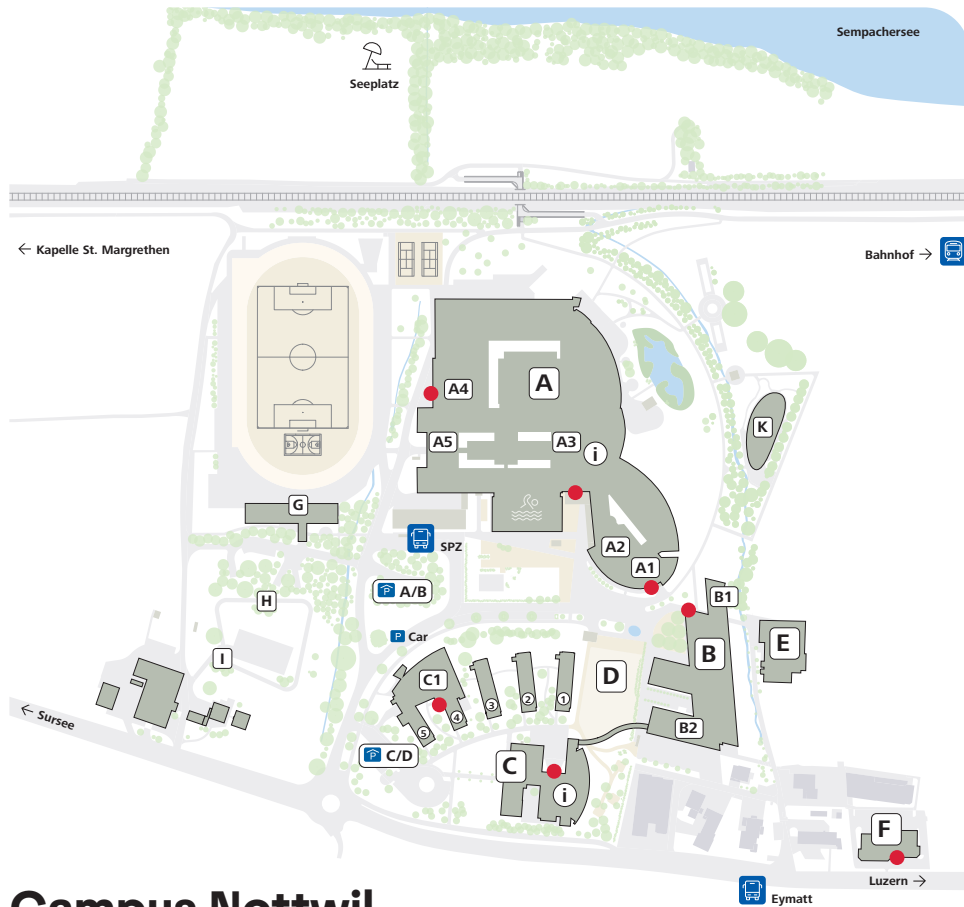 Sempachersee
Seeplatz
← Kapelle St. Margrethen
Bahnhof →
A
A4
A5
A3
i
K
G
SPZ
A2
A1
B1
P A/B
H
P Car
B
E
I
C1
D
1
2
3
4
5
B2
← Sursee
P C/D
C
i
F
Luzern →
Eymatt
Campus Nottwil